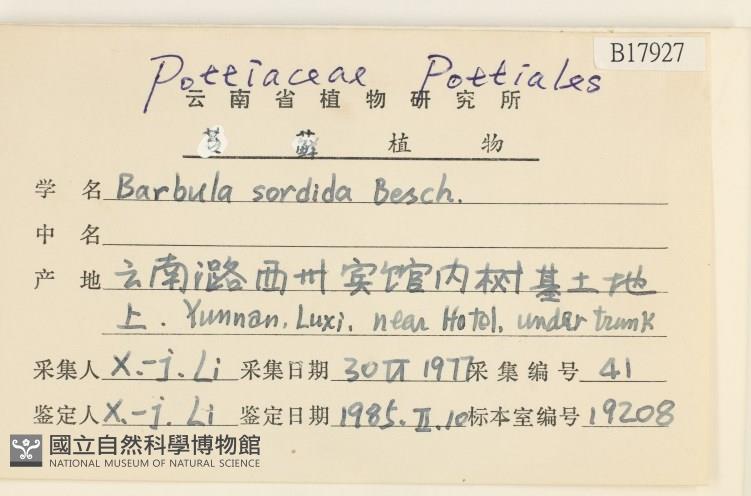 B17927
Pottiaceae Pottiales
云南省植物研究所
苔藓植物
学名 Barbula sordida Besch.
中名
产地 云南潞西州宾馆内树基土地
上. Yunnan. Luxi. near Hotel. under trunk
采集人 X.-j. Li 采集日期 30 VI 1977 采集编号 41
鉴定人 X.-j. Li 鉴定日期 1985. II. 10 标本室编号 19208
國立自然科學博物館
NATIONAL MUSEUM OF NATURAL SCIENCE